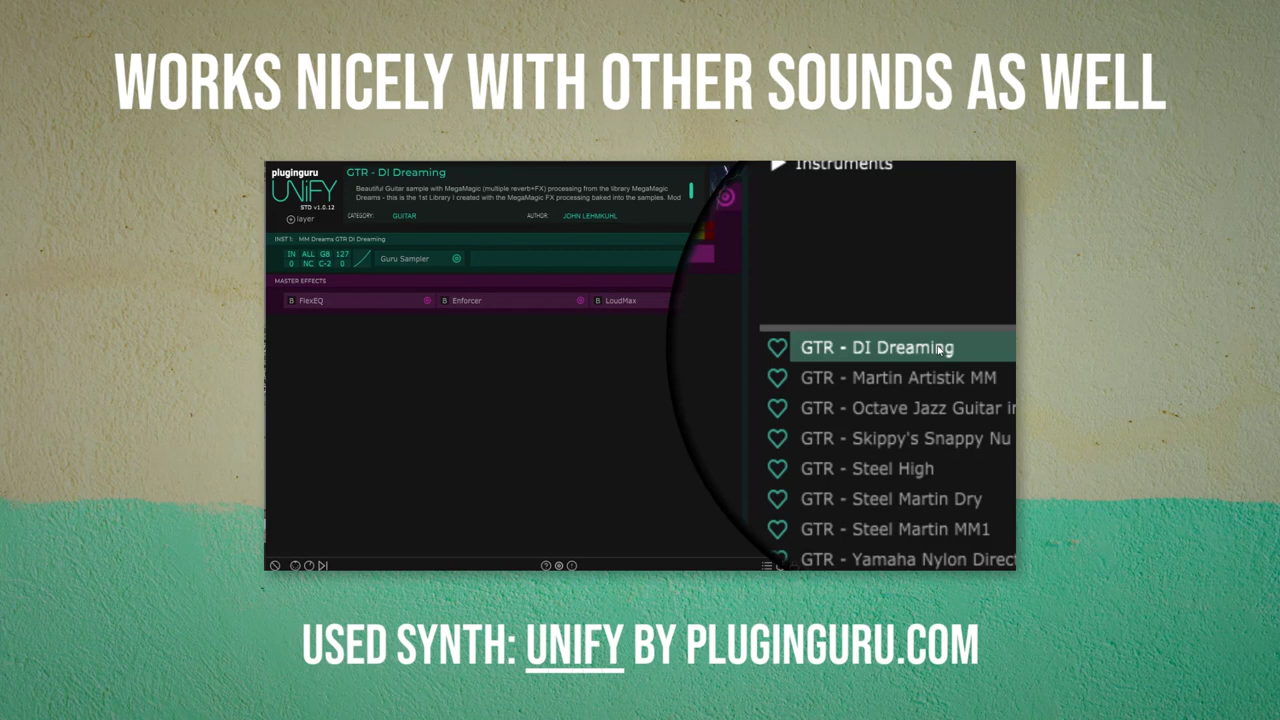 WORKS NICELY WITH OTHER SOUNDS AS WELL
pluginguru
UNiFY
STD v1.0.12
layer
GTR - DI Dreaming
Beautiful Guitar sample with MegaMagic (multiple reverb+FX) processing from the library MegaMagic
Dreams - this is the 1st Library I created with the MegaMagic FX processing baked into the samples. Mod
CATEGORY: GUITAR AUTHOR: JOHN LEHMKUHL
INST 1: MM Dreams GTR DI Dreaming
IN ALL G8 127
0 NC C-2 0
Guru Sampler
MASTER EFFECTS
B FlexEQ B Enforcer B LoudMax
Instruments
GTR - DI Dreaming
GTR - Martin Artistik MM
GTR - Octave Jazz Guitar in
GTR - Skippy's Snappy Nu
GTR - Steel High
GTR - Steel Martin Dry
GTR - Steel Martin MM1
GTR - Yamaha Nylon Direct
USED SYNTH: UNIFY BY PLUGINGURU.COM